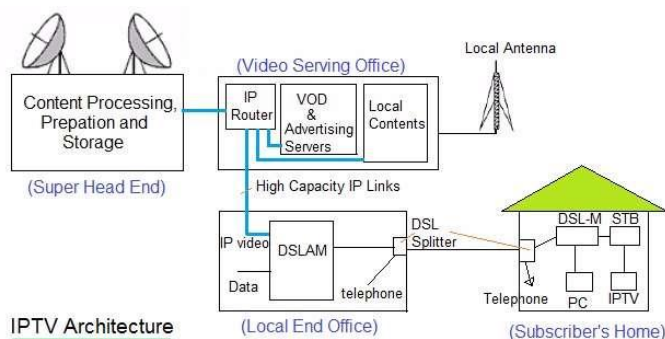 (Video Serving Office)
Local Antenna
Content Processing,
Prepation and
Storage
IP
Router
VOD
&
Advertising
Servers
Local
Contents
(Super Head End)
High Capacity IP Links
IP video
DSLAM
Data
DSL
Splitter
telephone
(Local End Office)
DSL-M
STB
Telephone
PC
IPTV
(Subscriber's Home)
IPTV Architecture